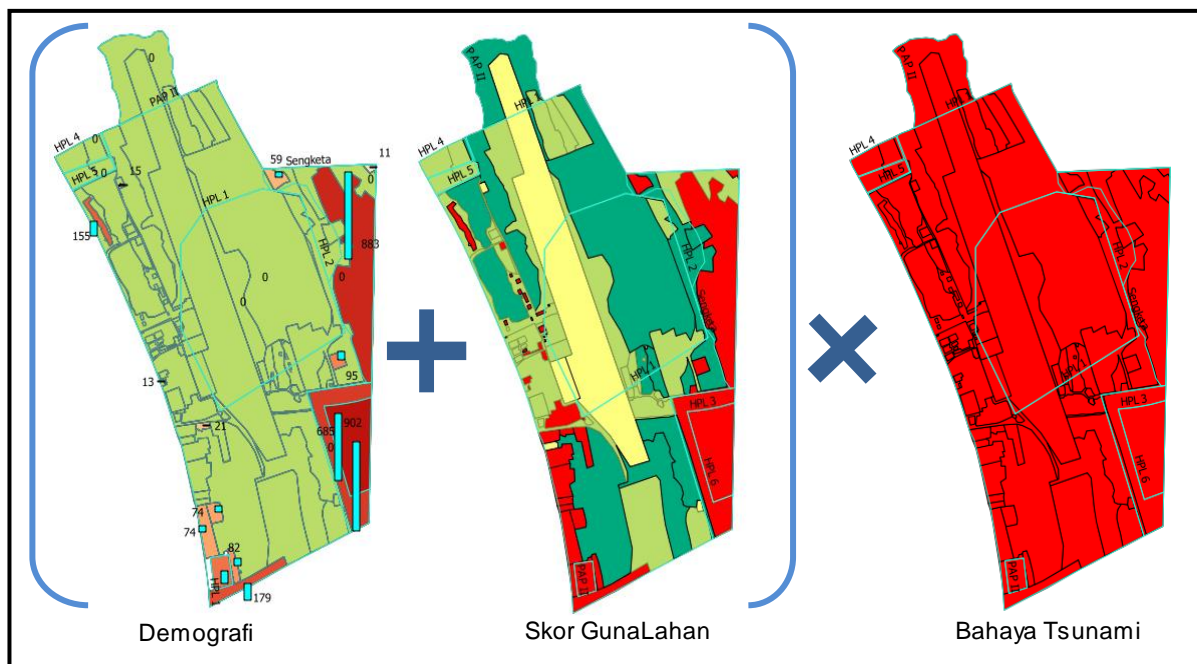 0
PAP II
HPL 4
0
HPL 5
0
15
59
Sengketa
11
0
HPL 1
155
HPL 2
883
0
0
0
13
95
21
685
902
0
74
74
82
HPL 1
179
Demografi
PAP II
HPL 1
HPL 4
HPL 5
HPL 2
Sengketa
HPL 1
HPL 3
HPL 6
PAP II
Skor GunaLahan
PAP II
HPL 1
HPL 4
HPL 5
HPL 2
Sengketa
HPL 1
HPL 3
HPL 6
PAP II
Bahaya Tsunami